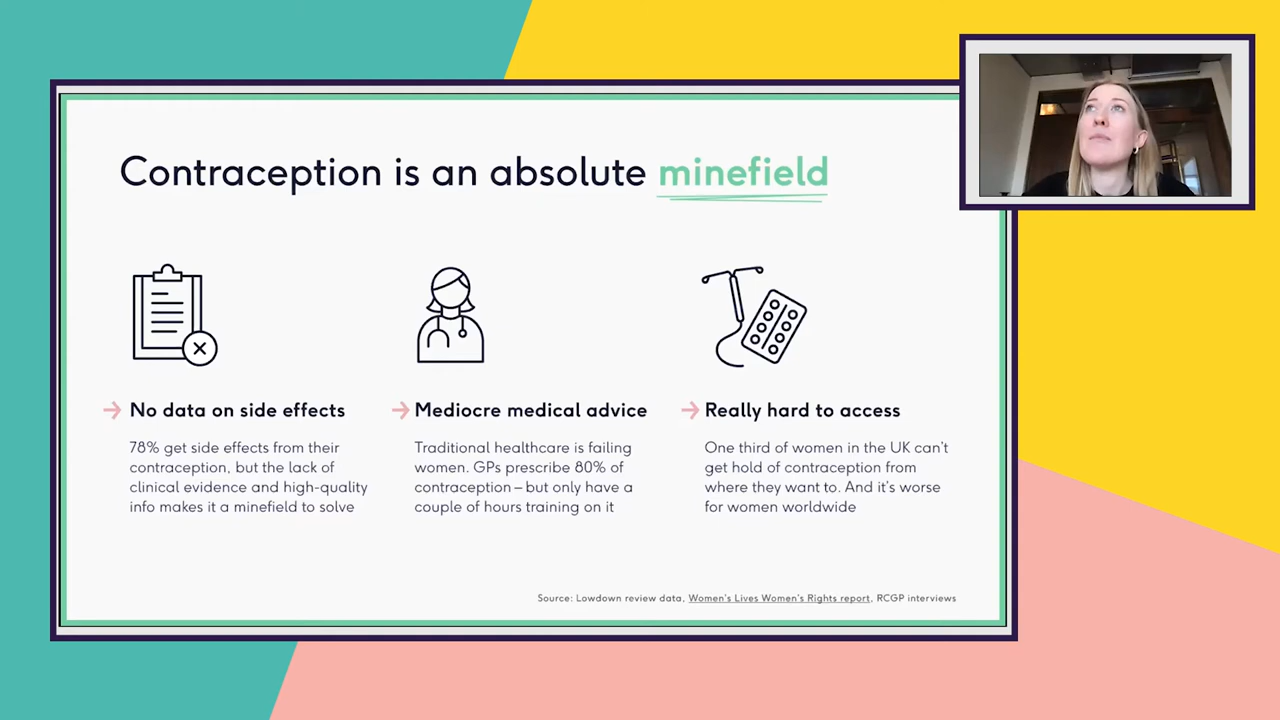 Contraception is an absolute minefield
No data on side effects
78% get side effects from their
contraception, but the lack of
clinical evidence and high-quality
info makes it a minefield to solve
Mediocre medical advice
Traditional healthcare is failing
women. GPs prescribe 80% of
contraception – but only have a
couple of hours training on it
Really hard to access
One third of women in the UK can't
get hold of contraception from
where they want to. And it's worse
for women worldwide
Source: Lowdown review data, Women's Lives Women's Rights report, RCGP interviews